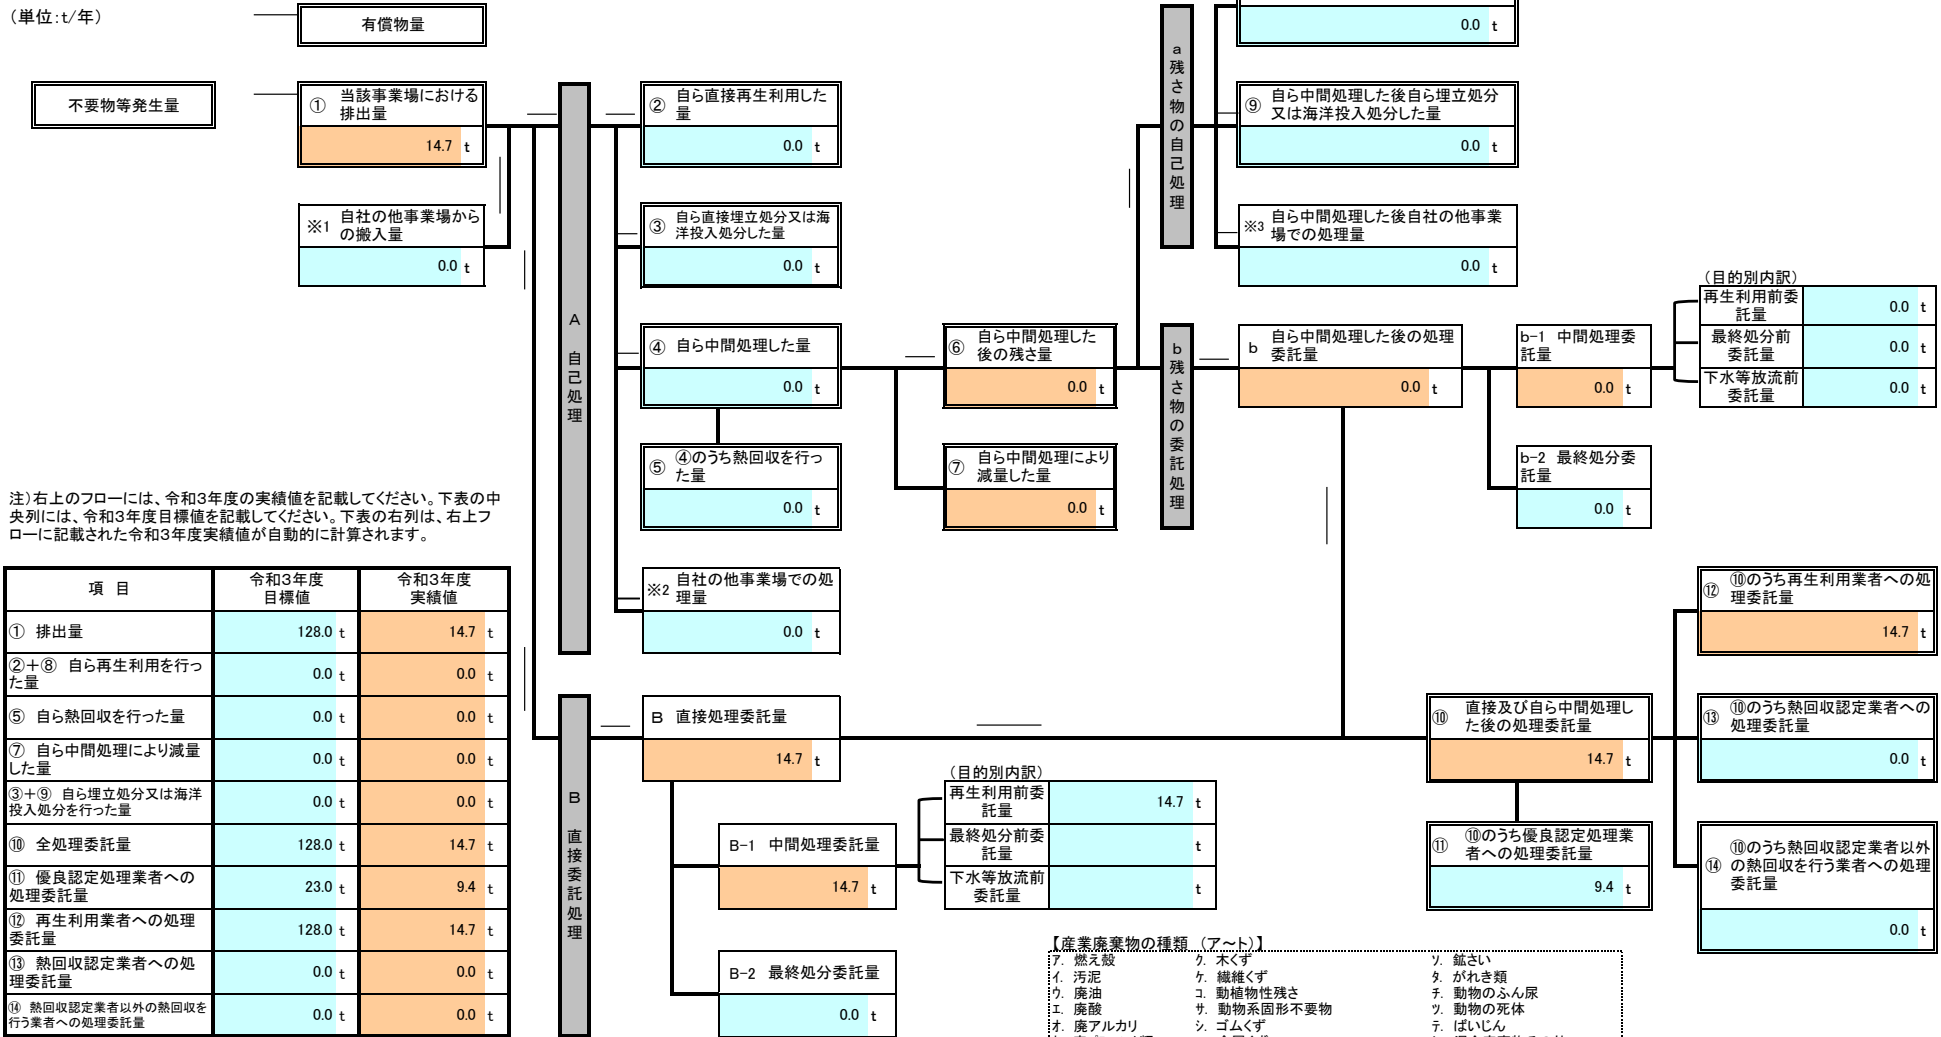 （単位:t/年）
有償物量
0.0 t
不要物等発生量
① 当該事業場における
排出量
14.7 t
② 自ら直接再生利用した
量
0.0 t
a
残
さ
物
の
自
己
処
理
⑨ 自ら中間処理した後自ら埋立処分
又は海洋投入処分した量
0.0 t
※1 自社の他事業場から
の搬入量
0.0 t
③ 自ら直接埋立処分又は海
洋投入処分した量
0.0 t
※3 自ら中間処理した後自社の他事業
場での処理量
0.0 t
A
自
己
処
理
④ 自ら中間処理した量
0.0 t
⑥ 自ら中間処理した
後の残さ量
0.0 t
b
残
さ
物
の
委
託
処
理
b 自ら中間処理した後の処理
委託量
0.0 t
b-1 中間処理委
託量
0.0 t
（目的別内訳）
再生利用前委
託量
0.0 t
最終処分前
委託量
0.0 t
下水等放流前
委託量
0.0 t
⑤ ④のうち熱回収を行っ
た量
0.0 t
⑦ 自ら中間処理により
減量した量
0.0 t
b-2 最終処分委
託量
0.0 t
注）右上のフローには、令和3年度の実績値を記載してください。下表の中
央列には、令和3年度目標値を記載してください。下表の右列は、右上フ
ローに記載された令和3年度実績値が自動的に計算されます。
※2 自社の他事業場での処
理量
0.0 t
項 目 令和3年度 令和3年度
目標値 実績値
① 排出量 128.0 t 14.7 t
②＋⑧ 自ら再生利用を行っ
た量 0.0 t 0.0 t
⑤ 自ら熱回収を行った量 0.0 t 0.0 t
⑦ 自ら中間処理により減量
した量 0.0 t 0.0 t
③＋⑨ 自ら埋立処分又は海洋
投入処分を行った量 0.0 t 0.0 t
⑩ 全処理委託量 128.0 t 14.7 t
⑪ 優良認定処理業者への
処理委託量 23.0 t 9.4 t
⑫ 再生利用業者への処理
委託量 128.0 t 14.7 t
⑬ 熱回収認定業者への処
理委託量 0.0 t 0.0 t
⑭ 熱回収認定業者以外の熱回収を
行う業者への処理委託量 0.0 t 0.0 t
B
直
接
委
託
処
理
B 直接処理委託量
14.7 t
B-1 中間処理委託量
14.7 t
（目的別内訳）
再生利用前委
託量
14.7 t
最終処分前委
託量
t
下水等放流前
委託量
t
B-2 最終処分委託量
0.0 t
⑩ 直接及び自ら中間処理し
た後の処理委託量
14.7 t
⑪ ⑩のうち優良認定処理業
者への処理委託量
9.4 t
⑫ ⑩のうち再生利用業者への処
理委託量
14.7 t
⑬ ⑩のうち熱回収認定業者への
処理委託量
0.0 t
⑭ ⑩のうち熱回収認定業者以外
の熱回収を行う業者への処理
委託量
0.0 t
【産業廃棄物の種類 （ア～ト）】
ア. 燃え殻 ク. 木くず ソ. 鉱さい
イ. 汚泥 ケ. 繊維くず タ. がれき類
ウ. 廃油 コ. 動植物性残さ チ. 動物のふん尿
エ. 廃酸 サ. 動物系固形不要物 ツ. 動物の死体
オ. 廃アルカリ シ. ゴムくず テ. ばいじん